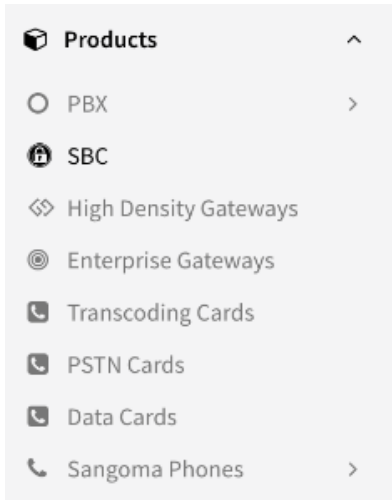 Products
PBX
SBC
High Density Gateways
Enterprise Gateways
Transcoding Cards
PSTN Cards
Data Cards
Sangoma Phones